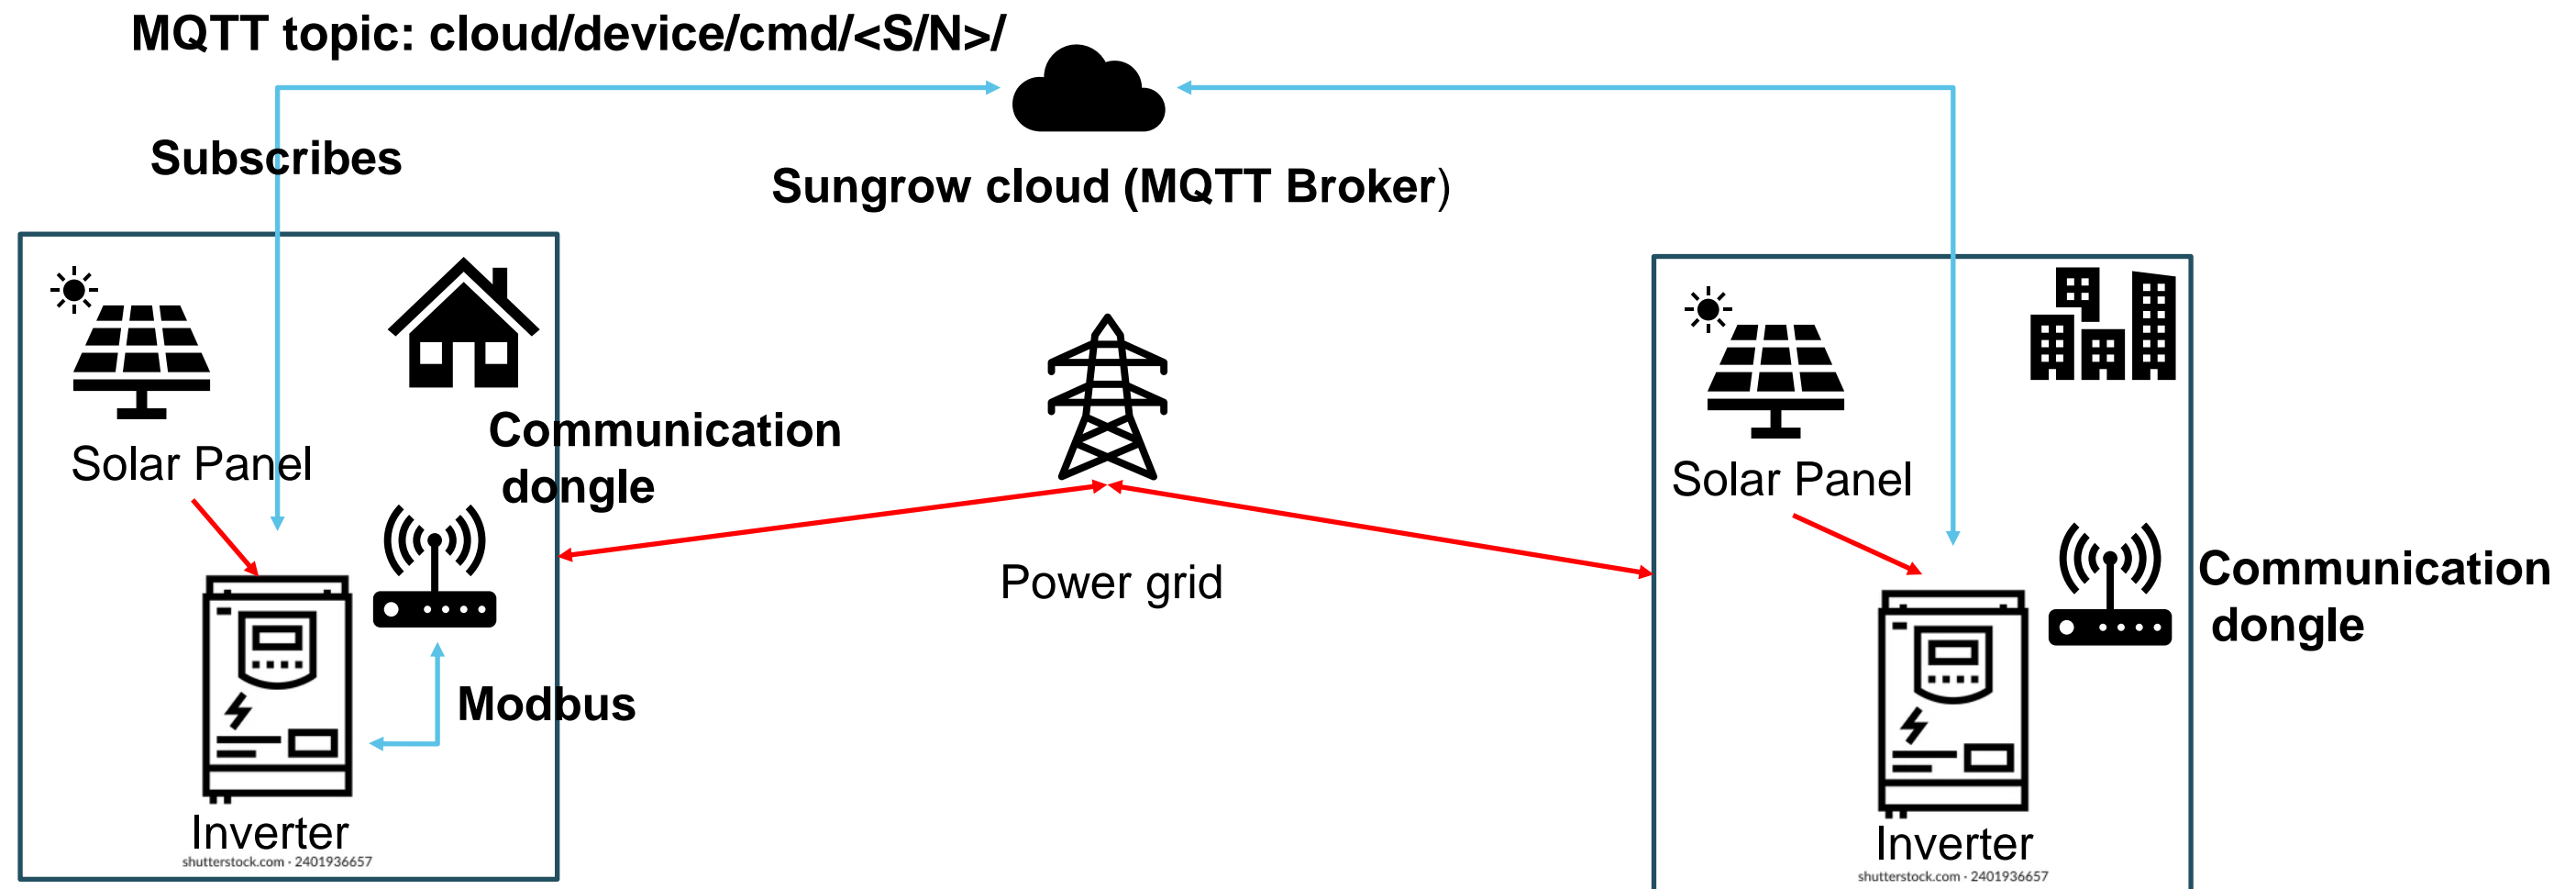 MQTT topic: cloud/device/cmd/<S/N>/
Subscribes
Sungrow cloud (MQTT Broker)
Solar Panel
Communication
dongle
Modbus
Inverter
shutterstock.com · 2401936657
Power grid
Solar Panel
Communication
dongle
Inverter
shutterstock.com · 2401936657